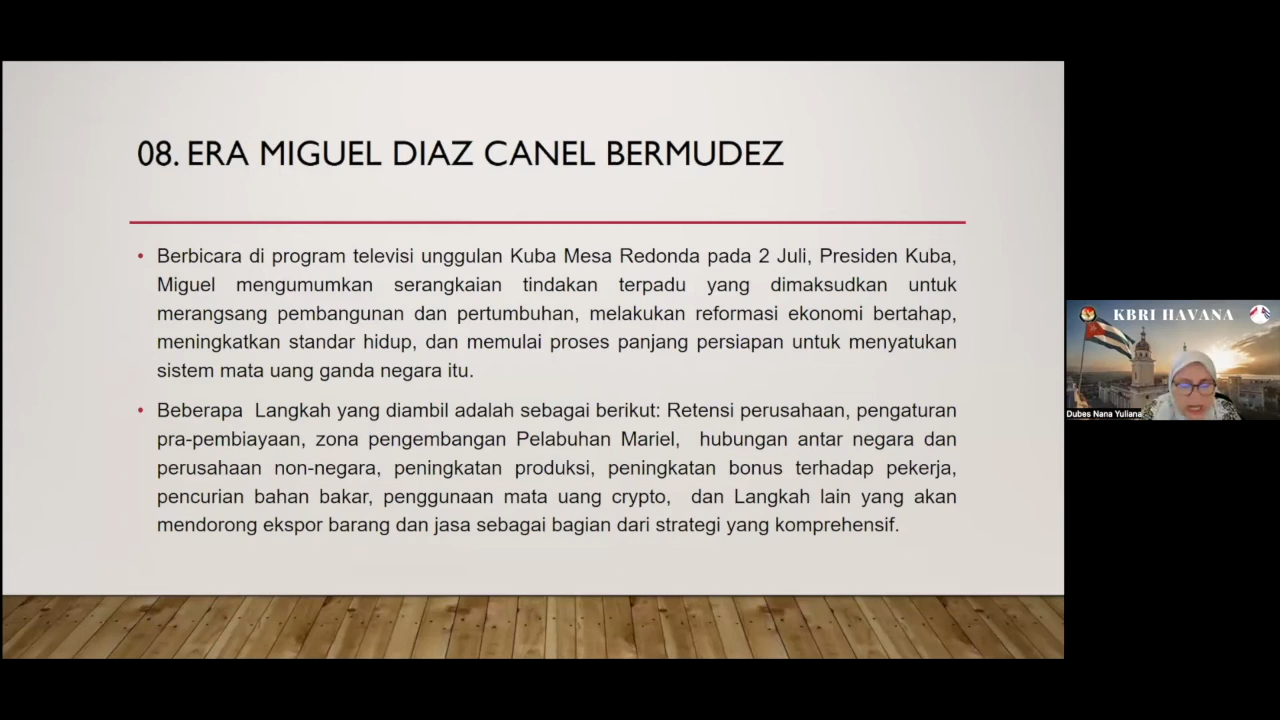 08. ERA MIGUEL DIAZ CANEL BERMUDEZ
• Berbicara di program televisi unggulan Kuba Mesa Redonda pada 2 Juli, Presiden Kuba,
Miguel mengumumkan serangkaian tindakan terpadu yang dimaksudkan untuk
merangsang pembangunan dan pertumbuhan, melakukan reformasi ekonomi bertahap,
meningkatkan standar hidup, dan memulai proses panjang persiapan untuk menyatukan
sistem mata uang ganda negara itu.
• Beberapa Langkah yang diambil adalah sebagai berikut: Retensi perusahaan, pengaturan
pra-pembiayaan, zona pengembangan Pelabuhan Mariel, hubungan antar negara dan
perusahaan non-negara, peningkatan produksi, peningkatan bonus terhadap pekerja,
pencurian bahan bakar, penggunaan mata uang crypto, dan Langkah lain yang akan
mendorong ekspor barang dan jasa sebagai bagian dari strategi yang komprehensif.
KBRI HAVANA
Dubes Nana Yuliana